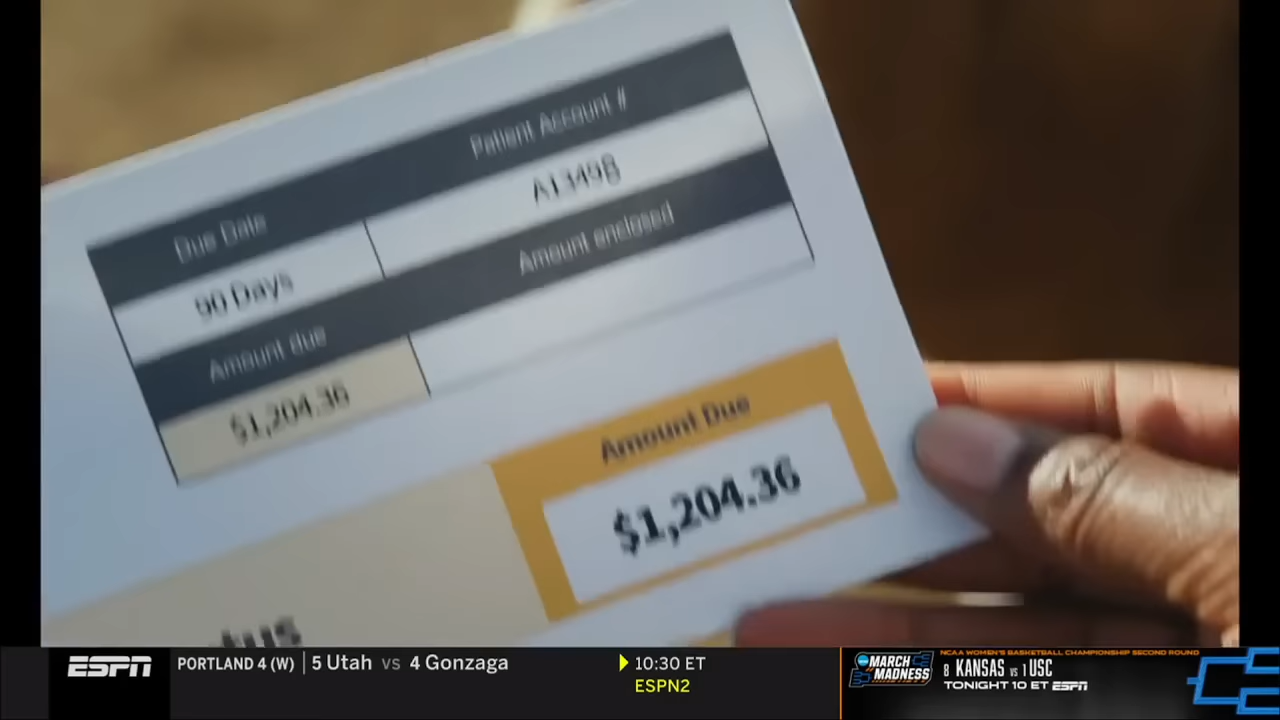 Due Date
Patient Account #
90 Days
A1349B
Amount due
Amount enclosed
$1,204.36
Amount Due
$1,204.36
ESPN
PORTLAND 4 (W) 5 Utah vs 4 Gonzaga
10:30 ET
ESPN2
NCAA MARCH MADNESS
NCAA WOMEN'S BASKETBALL CHAMPIONSHIP SECOND ROUND
8 KANSAS vs 1 USC
TONIGHT 10 ET ESPN